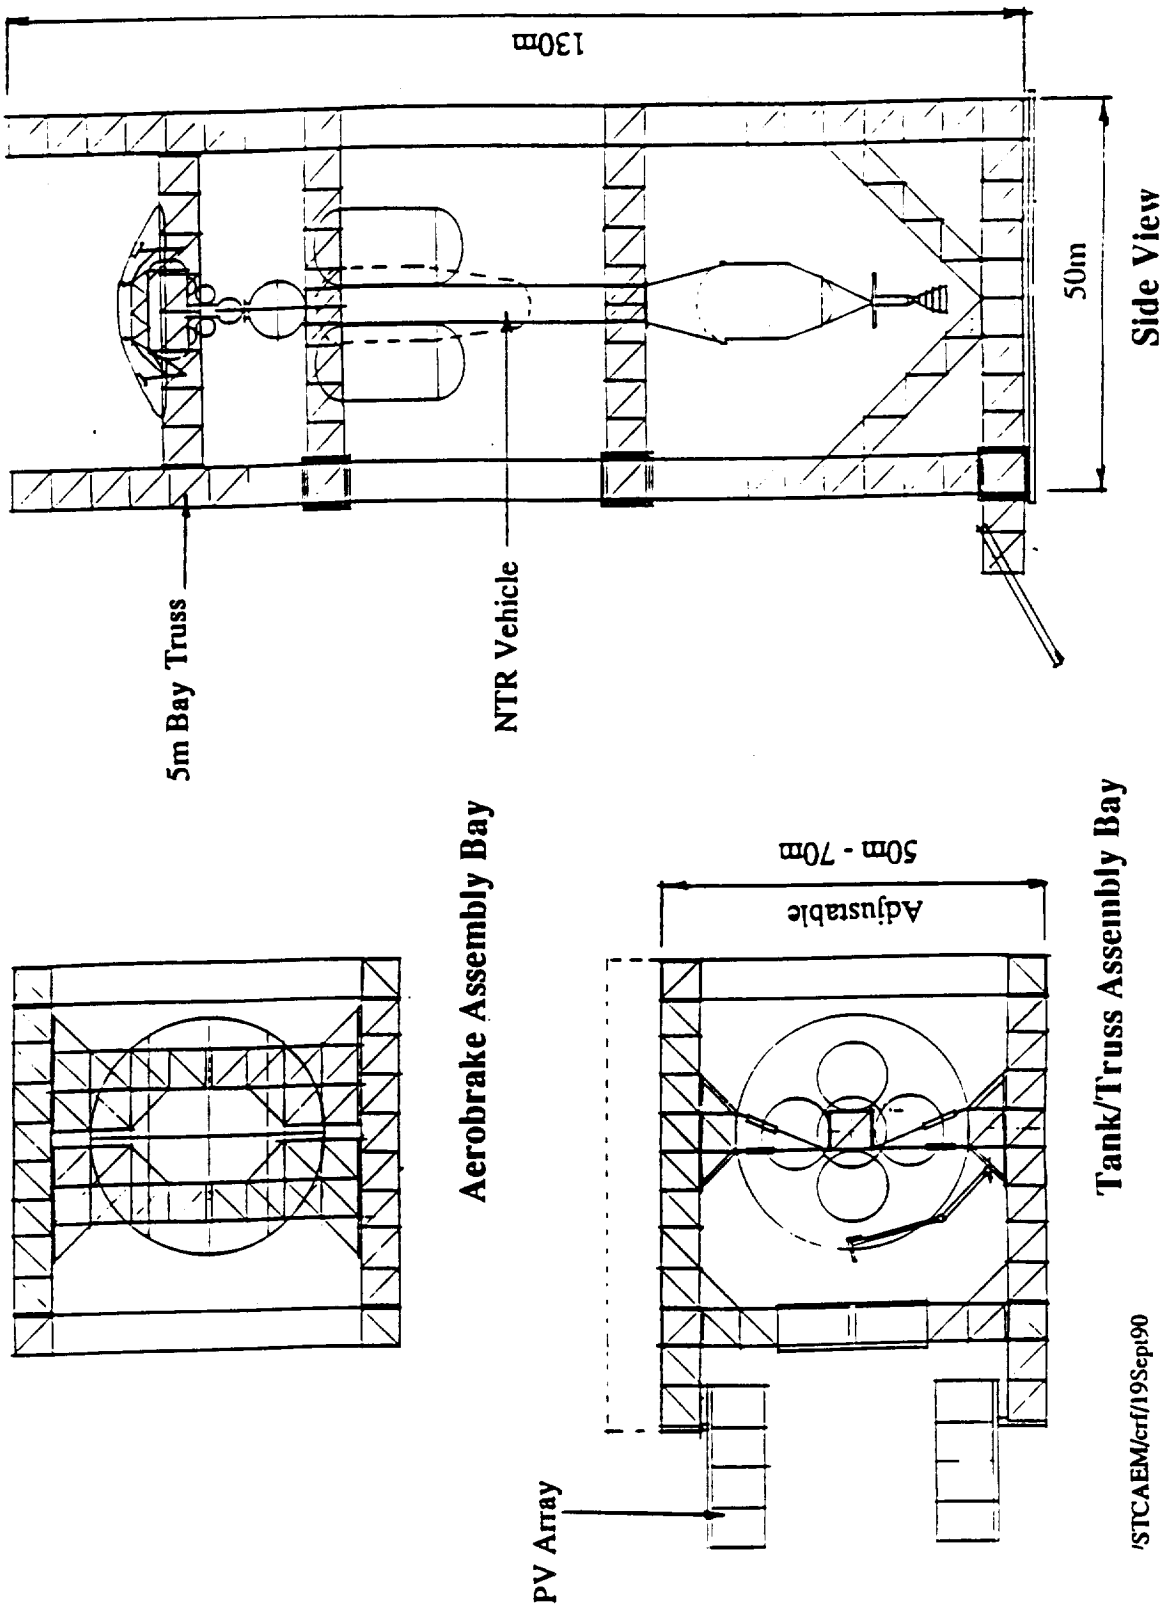 130m
50m
Side View
5m Bay Truss
NTR Vehicle
Aerobrake Assembly Bay
Adjustable
50m - 70m
Tank/Truss Assembly Bay
PV Array
/STCAEM/crf/19Sept90